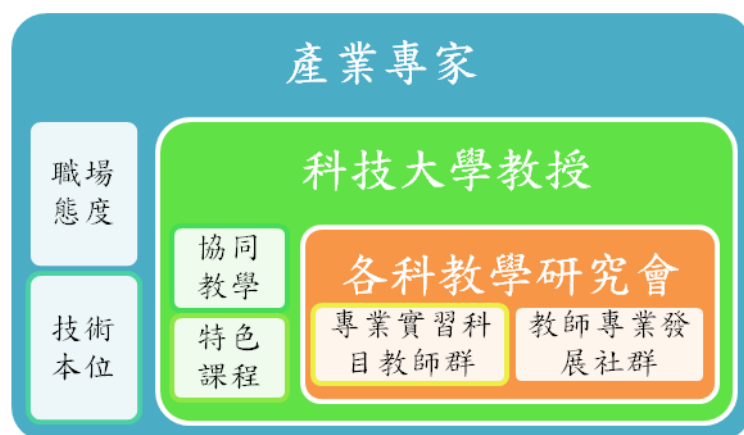 產業專家
職場
態度
技術
本位
科技大學教授
協同
教學
特色
課程
各科教學研究會
專業實習科
目教師群
教師專業發
展社群